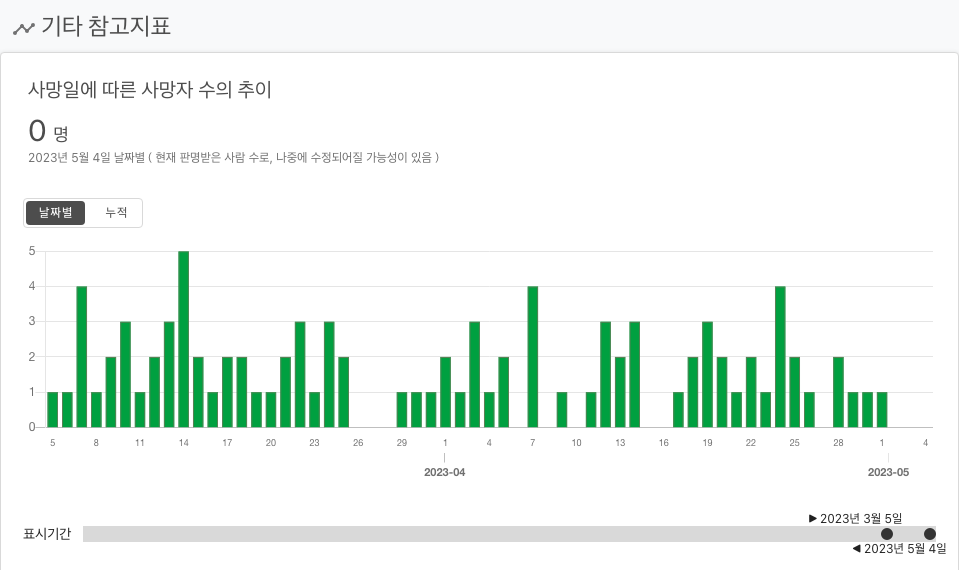 기타 참고지표
사망일에 따른 사망자 수의 추이
0 명
2023년 5월 4일 날짜별 ( 현재 판명받은 사람 수로, 나중에 수정되어질 가능성이 있음 )
날짜별 누적
5
4
3
2
1
0
5 8 11 14 17 20 23 26 29 1 4 7 10 13 16 19 22 25 28 1 4
2023-04 2023-05
▶ 2023년 3월 5일
표시기간
◀ 2023년 5월 4일